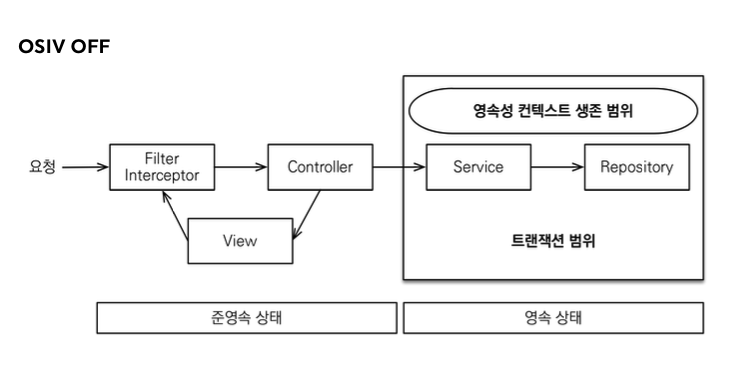 OSIV OFF
영속성 컨텍스트 생존 범위
요청
Filter
Interceptor
Controller
Service
Repository
View
트랜잭션 범위
준영속 상태
영속 상태